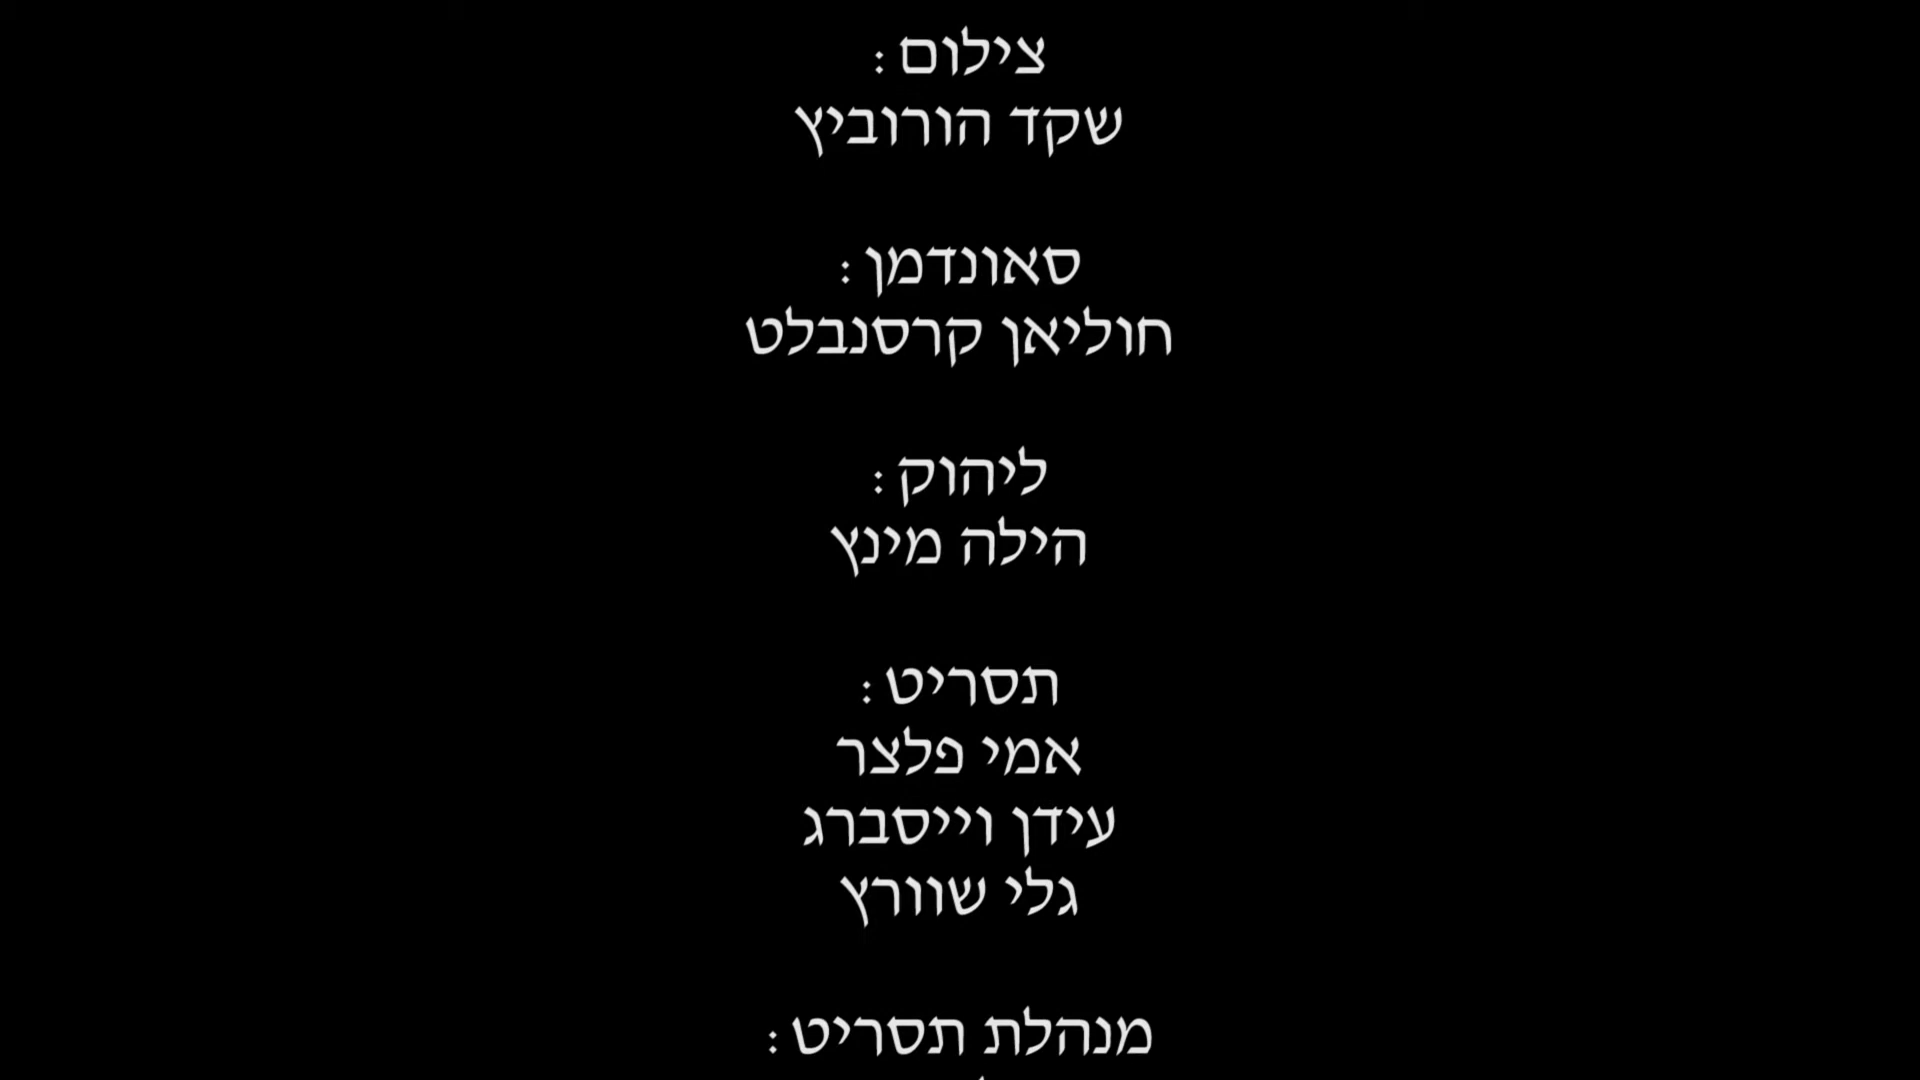 צילום :
שקד הורוביץ
סאונדמן :
חוליאן קרסנבלט
ליהוק :
הילה מינץ
תסריט :
אמי פלצר
עידן וייסברג
גלי שוורץ
מנהלת תסריט :